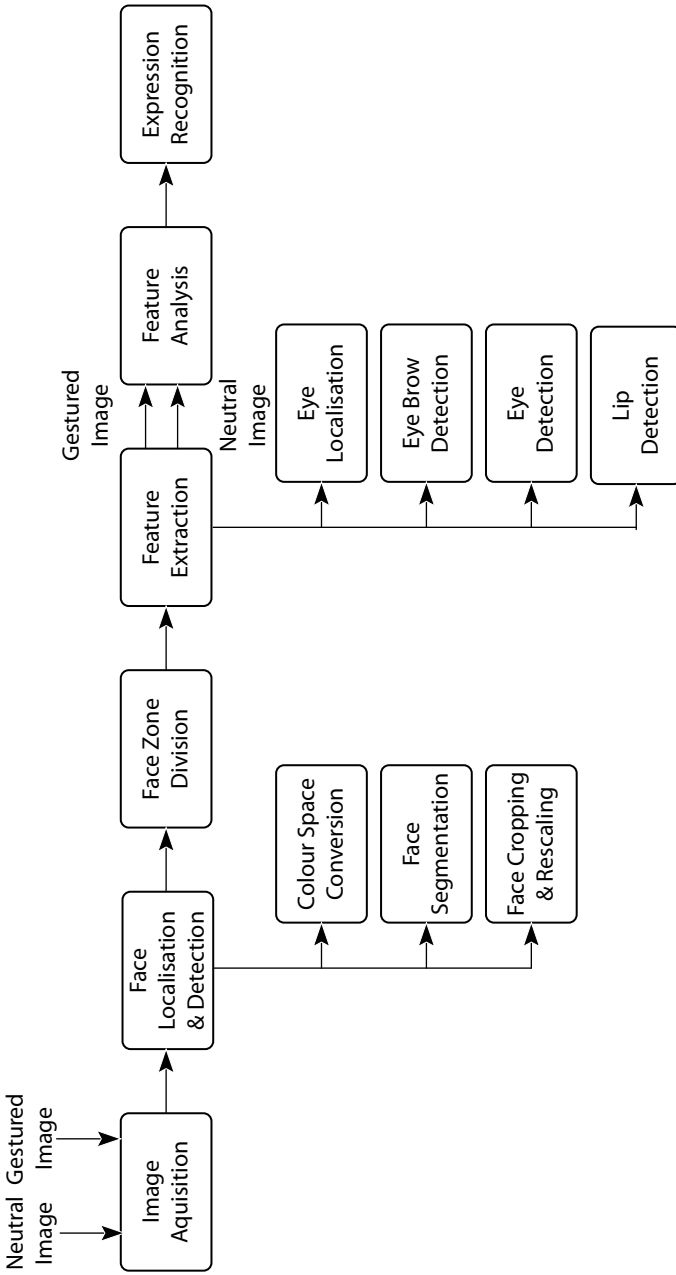 Neutral Gestured
Image Image
Image
Aquisition
Face
Localisation
& Detection
Colour Space
Conversion
Face
Segmentation
Face Cropping
& Rescaling
Face Zone
Division
Feature
Extraction
Eye
Localisation
Eye Brow
Detection
Eye
Detection
Lip
Detection
Gestured
Image
Neutral
Image
Feature
Analysis
Expression
Recognition